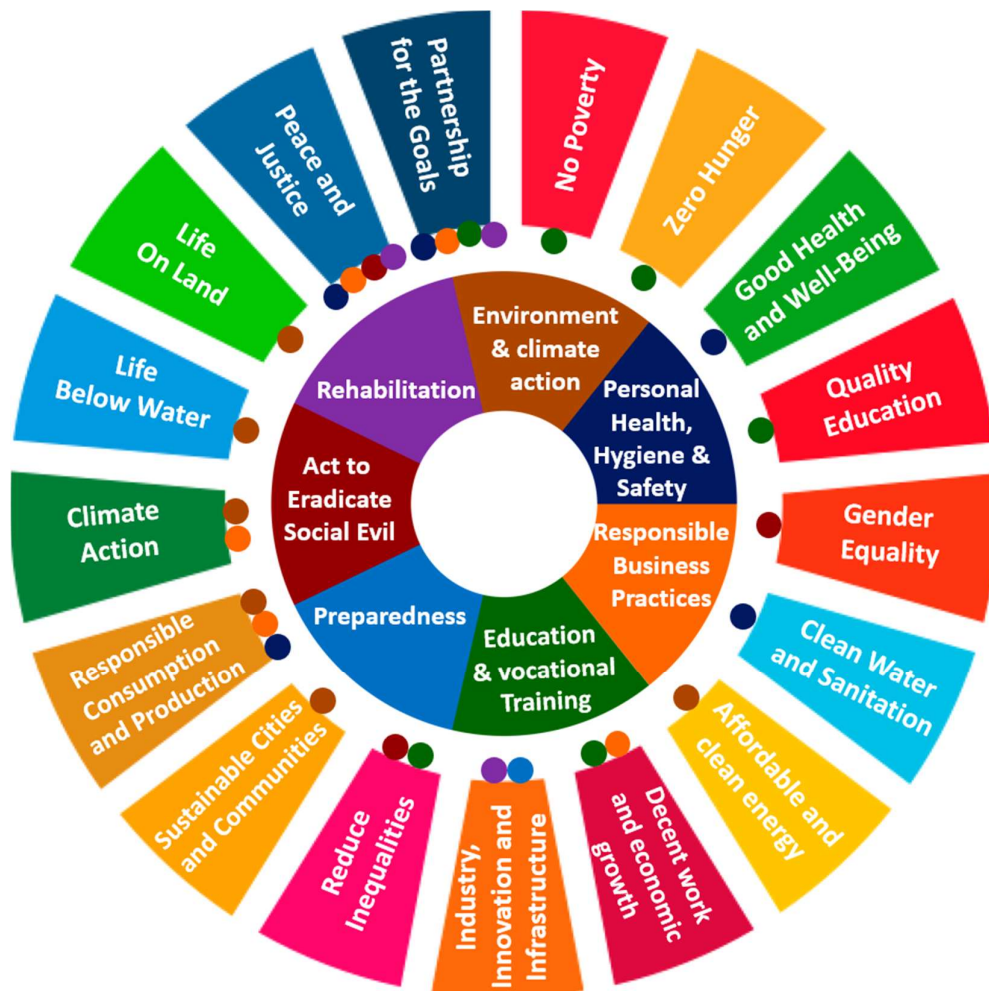 No Poverty
Zero Hunger
Good Health
and Well-Being
Quality
Education
Gender
Equality
Clean Water
and Sanitation
Affordable and
clean energy
Decent work
and economic
growth
Industry,
Innovation and
Infrastructure
Reduce
Inequalities
Sustainable Cities
and Communities
Responsible
Consumption
and Production
Climate
Action
Life
Below Water
Life
On Land
Peace and
Justice
Partnership
for the Goals
Environment
& climate
action
Personal
Health,
Hygiene &
Safety
Responsible
Business
Practices
Education
& vocational
Training
Preparedness
Act to
Eradicate
Social Evil
Rehabilitation